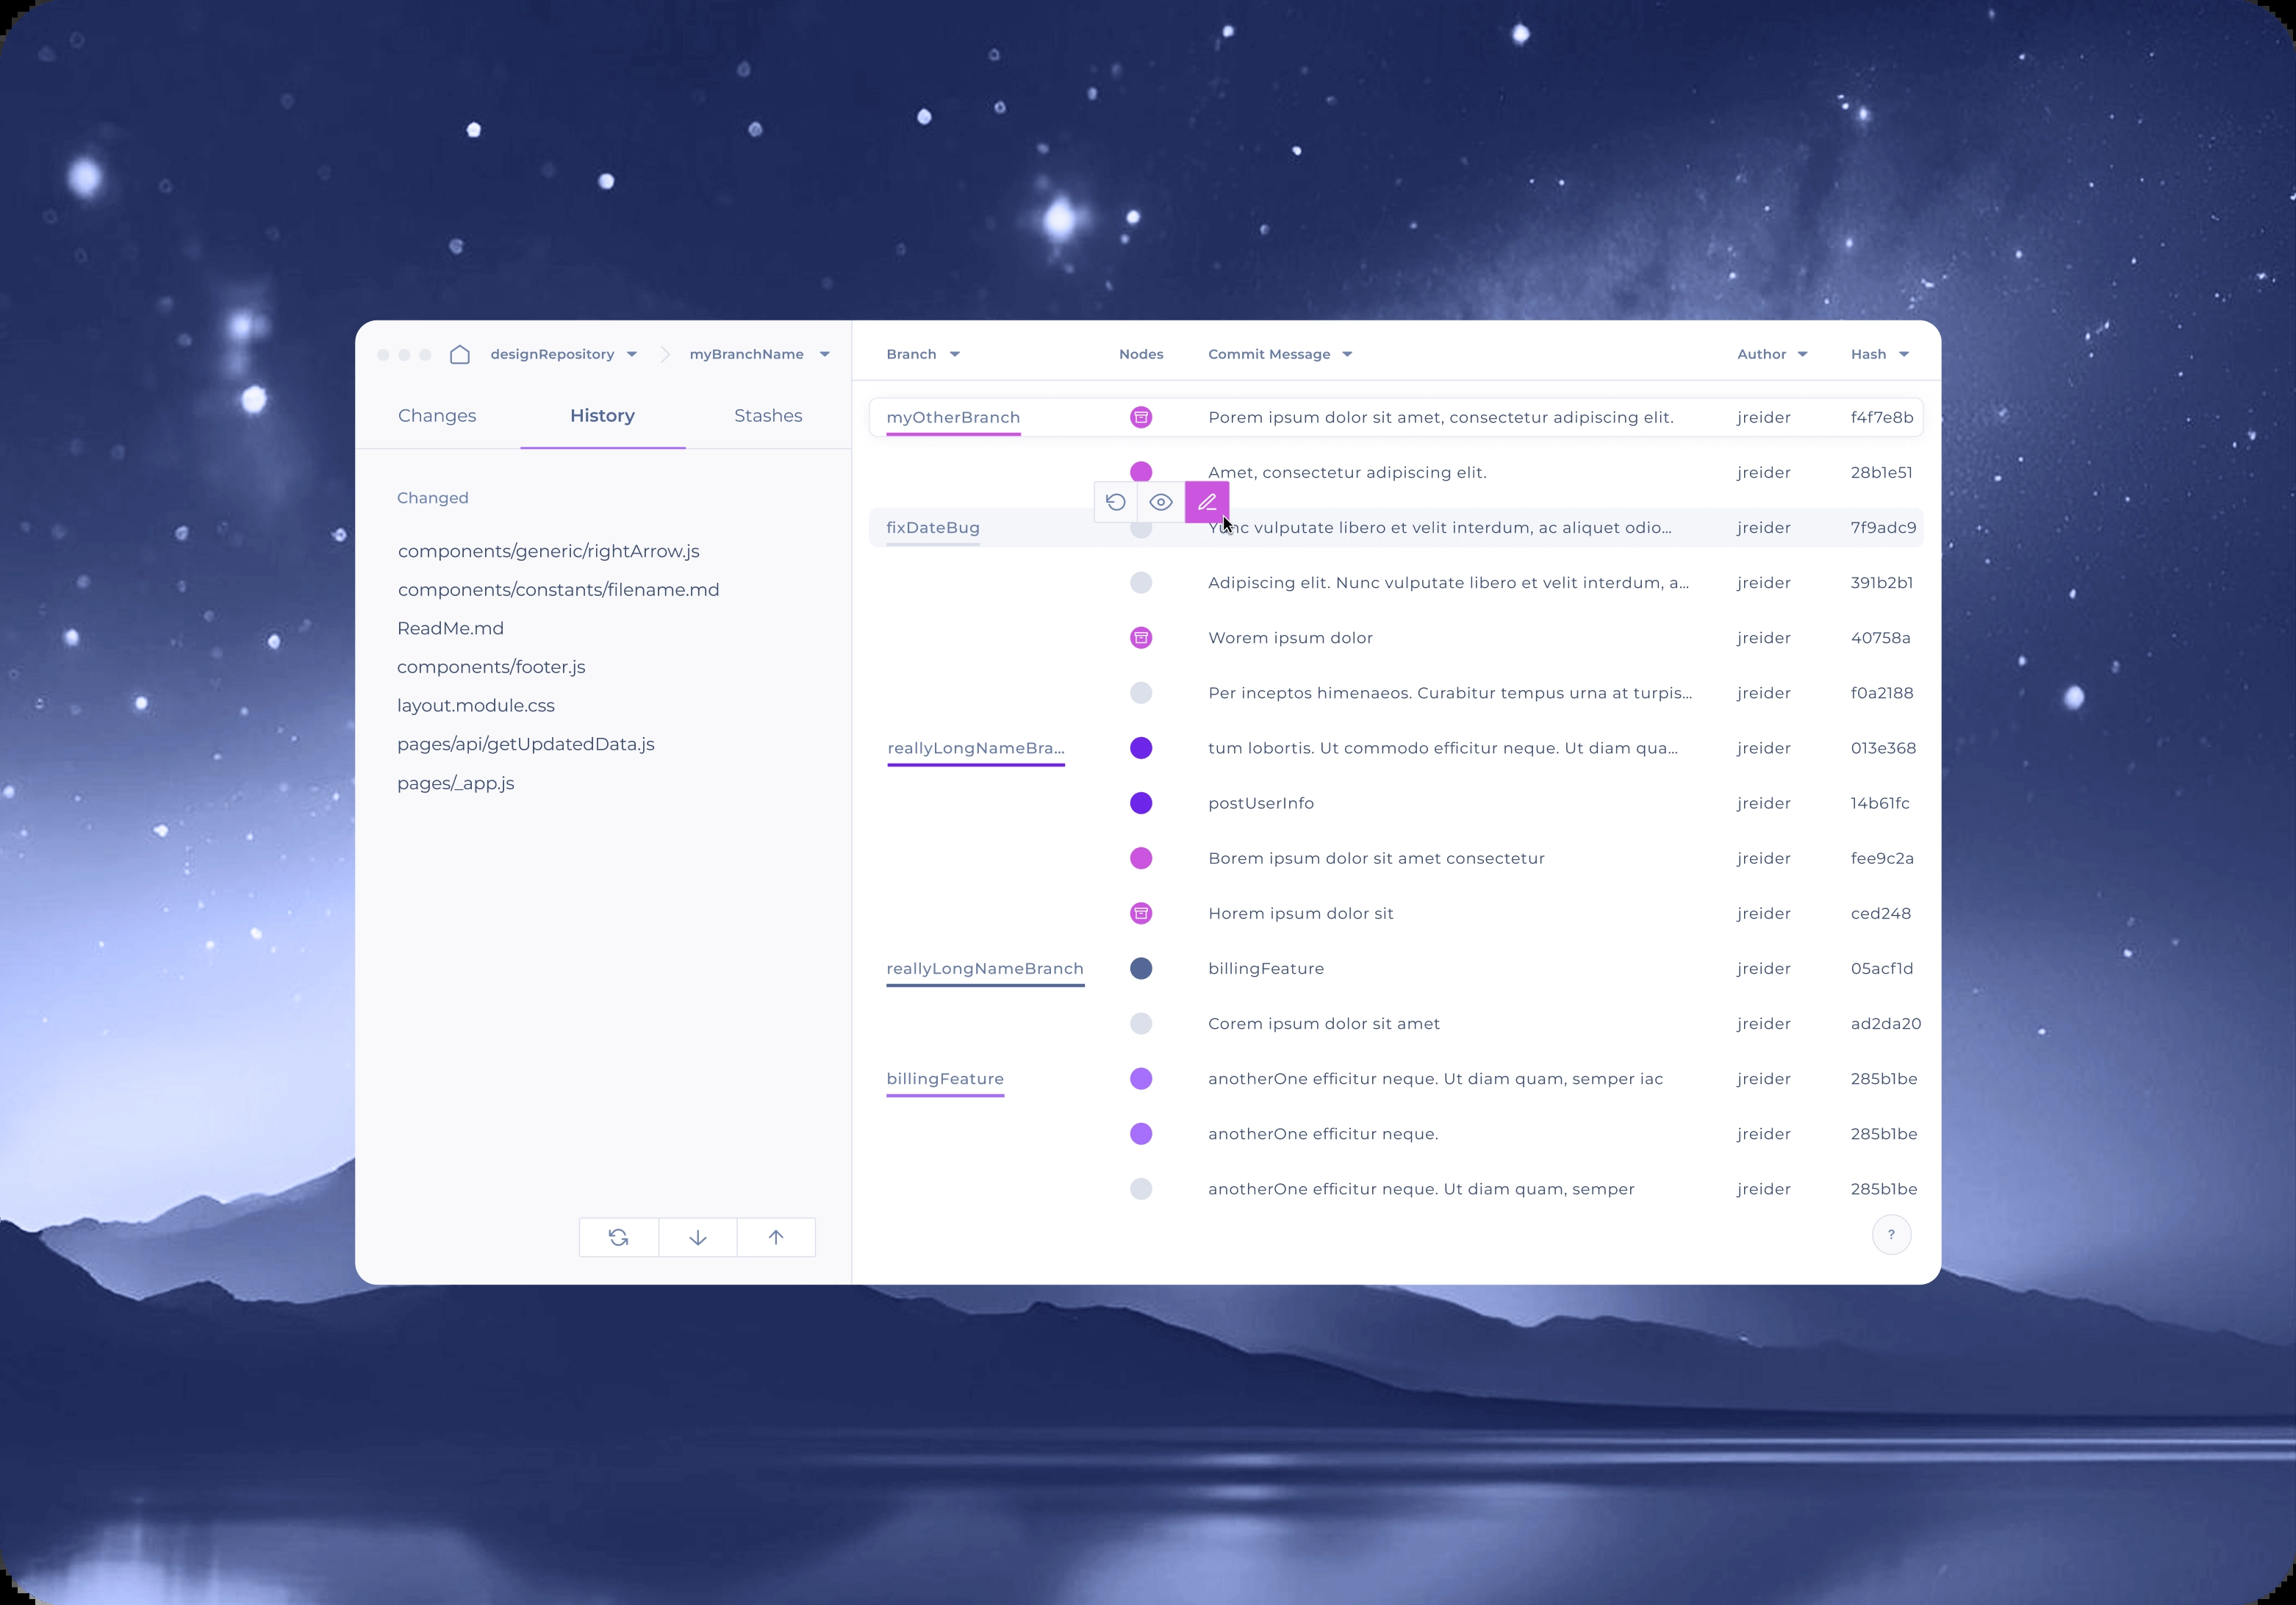 designRepository myBranchName
Changes History Stashes
Changed
components/generic/rightArrow.js
components/constants/filename.md
ReadMe.md
components/footer.js
layout.module.css
pages/api/getUpdatedData.js
pages/_app.js
Branch Nodes Commit Message Author Hash
myOtherBranch Porem ipsum dolor sit amet, consectetur adipiscing elit. jreider f4f7e8b
Amet, consectetur adipiscing elit. jreider 28b1e51
fixDateBug vulputate libero et velit interdum, ac aliquet odio... jreider 7f9adc9
Adipiscing elit. Nunc vulputate libero et velit interdum, a... jreider 391b2b1
Worem ipsum dolor jreider 40758a
Per inceptos himenaeos. Curabitur tempus urna at turpis... jreider f0a2188
reallyLongNameBra... tum lobortis. Ut commodo efficitur neque. Ut diam qua... jreider 013e368
postUserInfo jreider 14b61fc
Borem ipsum dolor sit amet consectetur jreider fee9c2a
Horem ipsum dolor sit jreider ced248
reallyLongNameBranch billingFeature jreider 05acf1d
Corem ipsum dolor sit amet jreider ad2da20
billingFeature anotherOne efficitur neque. Ut diam quam, semper iac jreider 285b1be
anotherOne efficitur neque. jreider 285b1be
anotherOne efficitur neque. Ut diam quam, semper jreider 285b1be
?